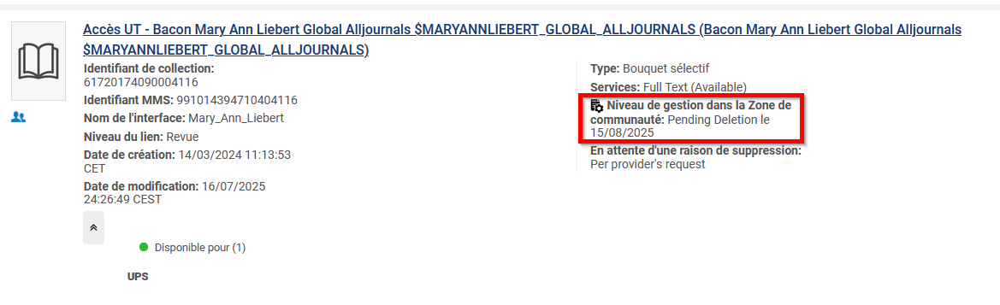 Accès UT - Bacon Mary Ann Liebert Global Alljournals $MARYANNLIEBERT_GLOBAL_ALLJOURNALS (Bacon Mary Ann Liebert Global Alljournals
$MARYANNLIEBERT_GLOBAL_ALLJOURNALS)
Identifiant de collection:
61720174090004116
Identifiant MMS: 991014394710404116
Nom de l'interface: Mary_Ann_Liebert
Niveau du lien: Revue
Date de création: 14/03/2024 11:13:53
CET
Date de modification: 16/07/2025
24:26:49 CEST
Type: Bouquet sélectif
Services: Full Text (Available)
Niveau de gestion dans la Zone de
communauté: Pending Deletion le
15/08/2025
En attente d'une raison de suppression:
Per provider's request
Disponible pour (1)
UPS